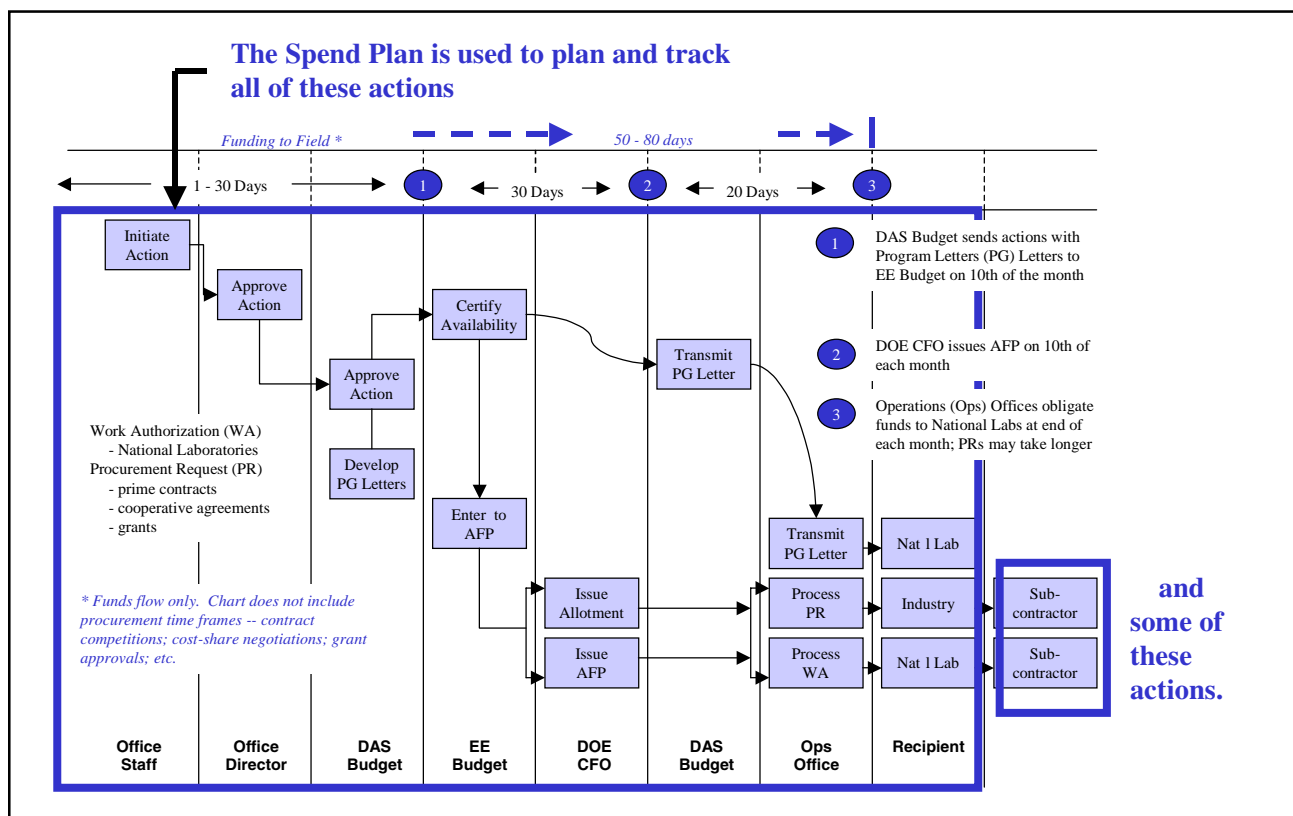 The Spend Plan is used to plan and track
all of these actions
Funding to Field *
50 - 80 days
1 - 30 Days
1
30 Days
2
20 Days
3
Initiate
Action
Approve
Action
Approve
Action
Develop
PG Letters
Certify
Availability
Enter to
AFP
Issue
Allotment
Issue
AFP
Transmit
PG Letter
Transmit
PG Letter
Process
PR
Process
WA
Nat l Lab
Industry
Nat l Lab
Sub-
contractor
Sub-
contractor
1
DAS Budget sends actions with
Program Letters (PG) Letters to
EE Budget on 10th of the month
2
DOE CFO issues AFP on 10th of
each month
3
Operations (Ops) Offices obligate
funds to National Labs at end of
each month; PRs may take longer
Work Authorization (WA)
- National Laboratories
Procurement Request (PR)
- prime contracts
- cooperative agreements
- grants
* Funds flow only. Chart does not include
procurement time frames -- contract
competitions; cost-share negotiations; grant
approvals; etc.
and
some of
these
actions.
Office
Staff
Office
Director
DAS
Budget
EE
Budget
DOE
CFO
DAS
Budget
Ops
Office
Recipient